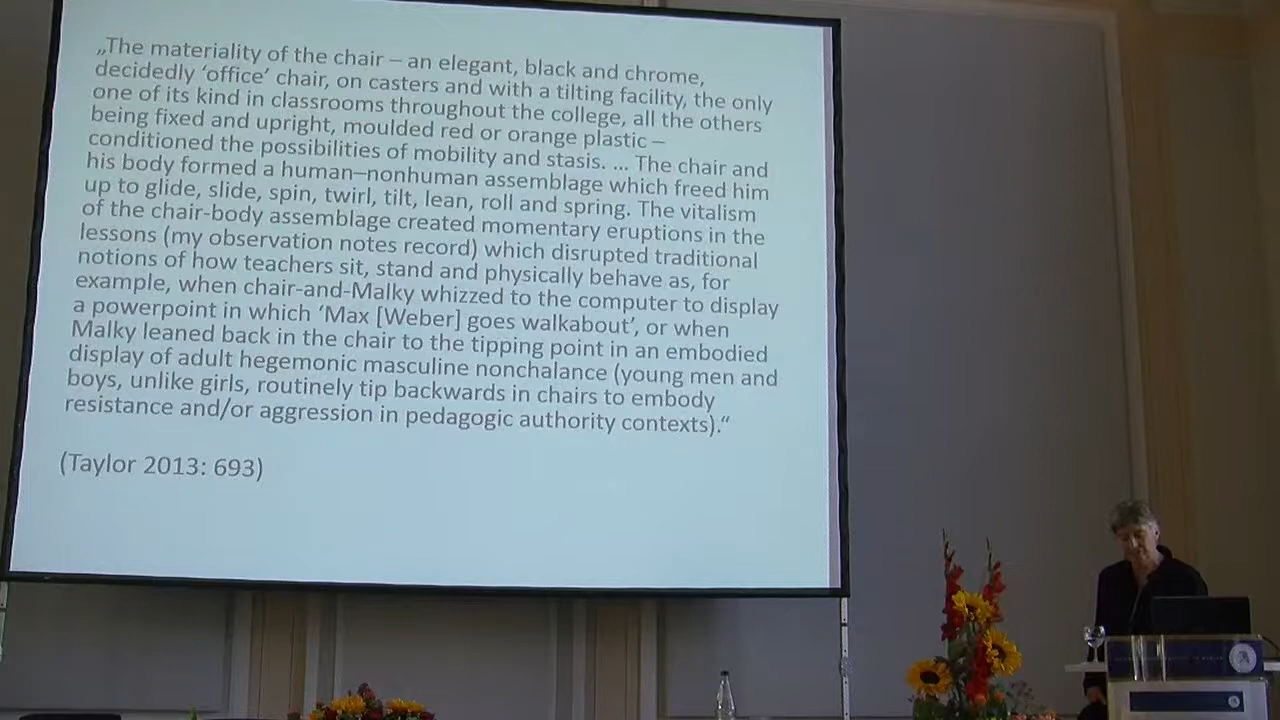 „The materiality of the chair – an elegant, black and chrome,
decidedly ‘office’ chair, on casters and with a tilting facility, the only
one of its kind in classrooms throughout the college, all the others
being fixed and upright, moulded red or orange plastic –
conditioned the possibilities of mobility and stasis. ... The chair and
his body formed a human–nonhuman assemblage which freed him
up to glide, slide, spin, twirl, tilt, lean, roll and spring. The vitalism
of the chair-body assemblage created momentary eruptions in the
lessons (my observation notes record) which disrupted traditional
notions of how teachers sit, stand and physically behave as, for
example, when chair-and-Malky whizzed to the computer to display
a powerpoint in which ‘Max [Weber] goes walkabout’, or when
Malky leaned back in the chair to the tipping point in an embodied
display of adult hegemonic masculine nonchalance (young men and
boys, unlike girls, routinely tip backwards in chairs to embody
resistance and/or aggression in pedagogic authority contexts).“
(Taylor 2013: 693)